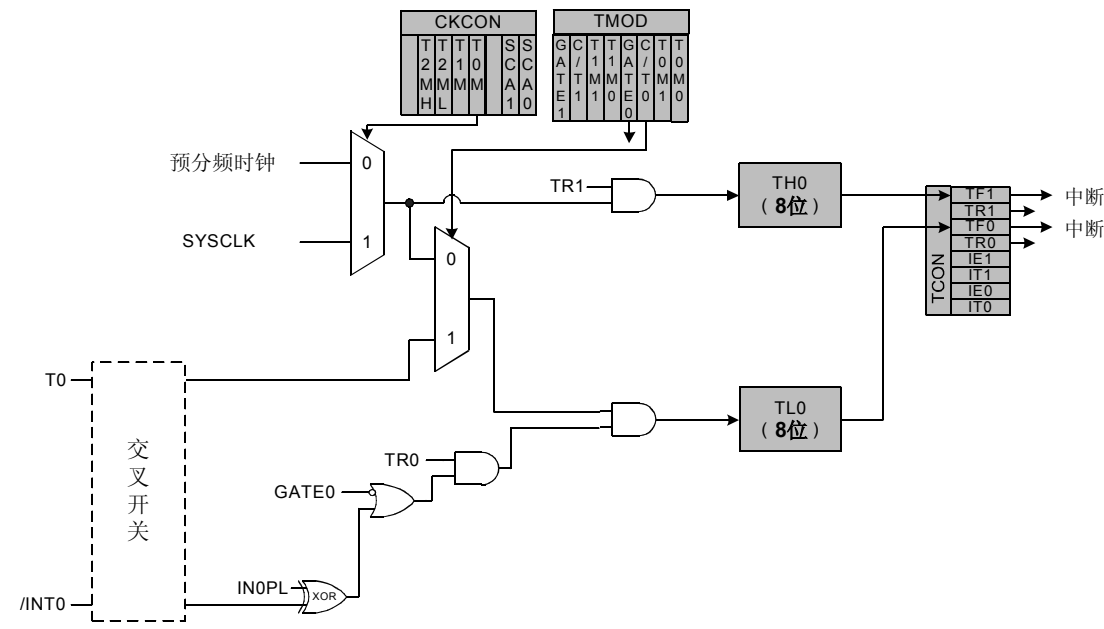 CKCON
T2MH T2ML T1M T0M SCA1 SCA0
TMOD
GATE1 C/T1 T1M1 T1M0 GATE0 C/T0 T0M1 T0M0
预分频时钟
0
SYSCLK
1
TR1
TH0
（8位）
TCON
TF1
TR1
TF0
TR0
IE1
IT1
IE0
IT0
中断
中断
0
1
T0
交叉开关
TL0
（8位）
TR0
GATE0
IN0PL
XOR
/INT0